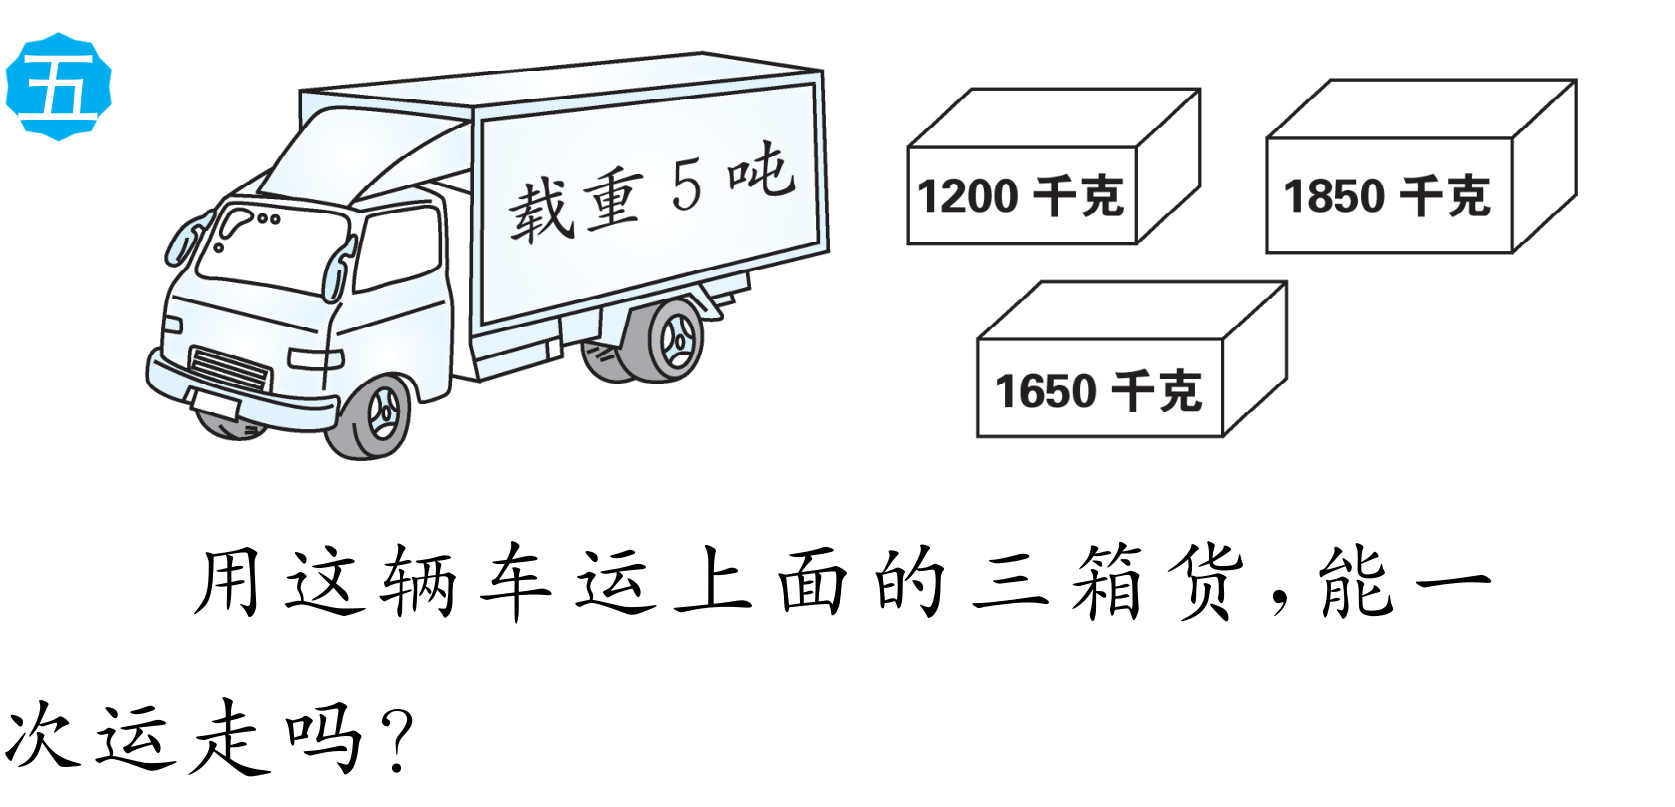 五
载重5吨
1200 千克
1850 千克
1650 千克
用这辆车运上面的三箱货,能一
次运走吗?